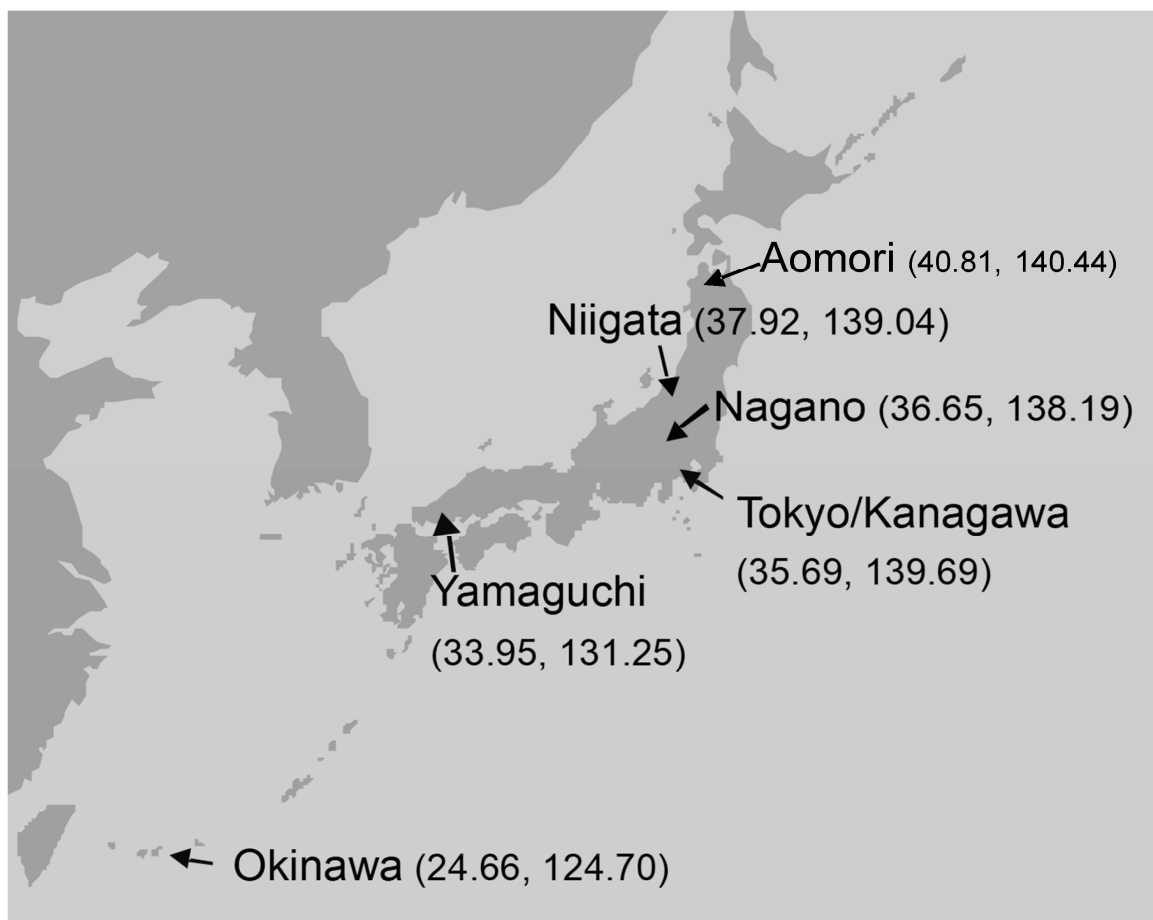 Aomori (40.81, 140.44)
Niigata (37.92, 139.04)
Nagano (36.65, 138.19)
Tokyo/Kanagawa
(35.69, 139.69)
Yamaguchi
(33.95, 131.25)
Okinawa (24.66, 124.70)